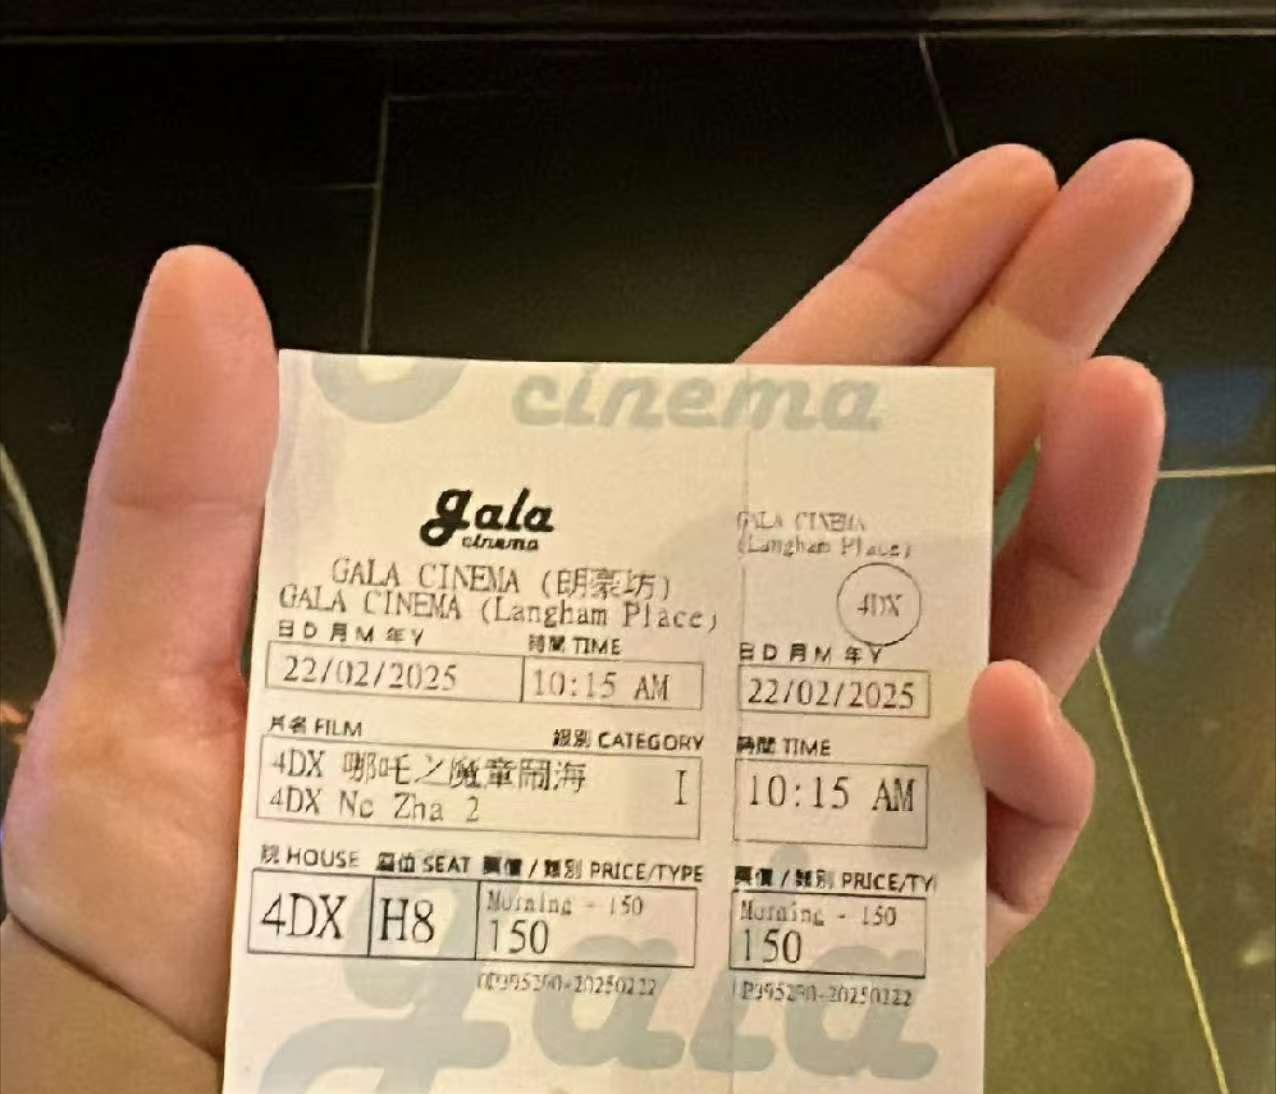 cinema
gala
cinema
GALA CINEMA (朗豪坊)
GALA CINEMA (Langham Place)
日D 月M 年Y 時間 TIME
22/02/2025 10:15 AM
片名 FILM 級別 CATEGORY
4DX 哪吒之魔童鬧海 I
4DX Ne Zha 2
院 HOUSE 座位 SEAT 票價 / 類別 PRICE/TYPE
4DX H8 Morning - 150
150
GALA CINEMA
(Langham Place)
4DX
日D 月M 年Y
22/02/2025
時間 TIME
10:15 AM
票價 / 類別 PRICE/TY
Morning - 150
150
gala